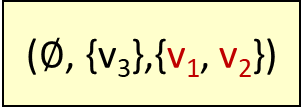 (∅, {v₃},{v₁, v₂})